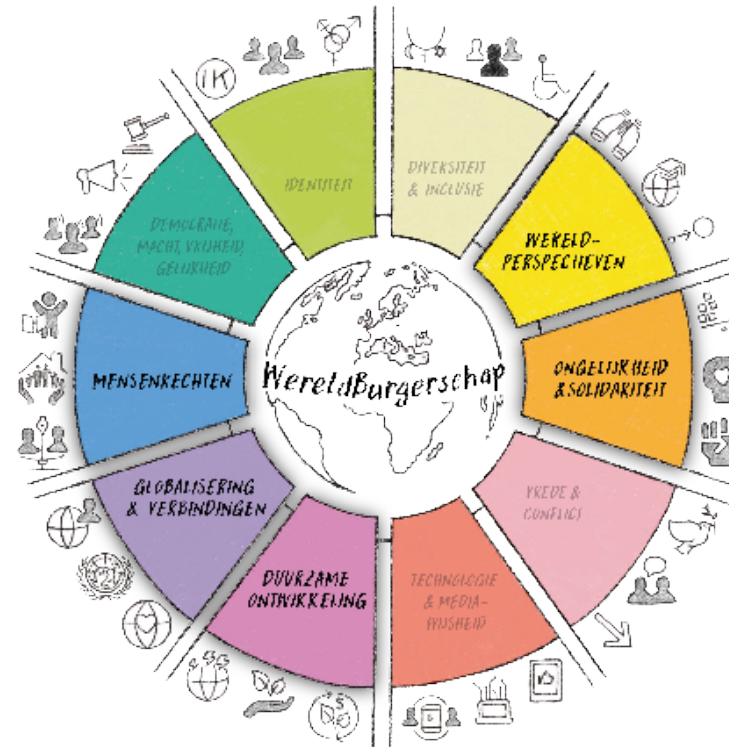 IK
IDENTITEIT
DIVERSITEIT
& INCLUSIE
WERELD-
PERSPECTIEVEN
ONGELIJKHEID
& SOLIDARITEIT
VREDE &
CONFLICT
TECHNOLOGIE
& MEDIA-
WIJSHEID
DUURZAME
ONTWIKKELING
GLOBALISERING
& VERBINDINGEN
MENSENRECHTEN
DEMOCRATIE,
MACHT, VRIJHEID,
GELIJKHEID
WereldBurgerschap